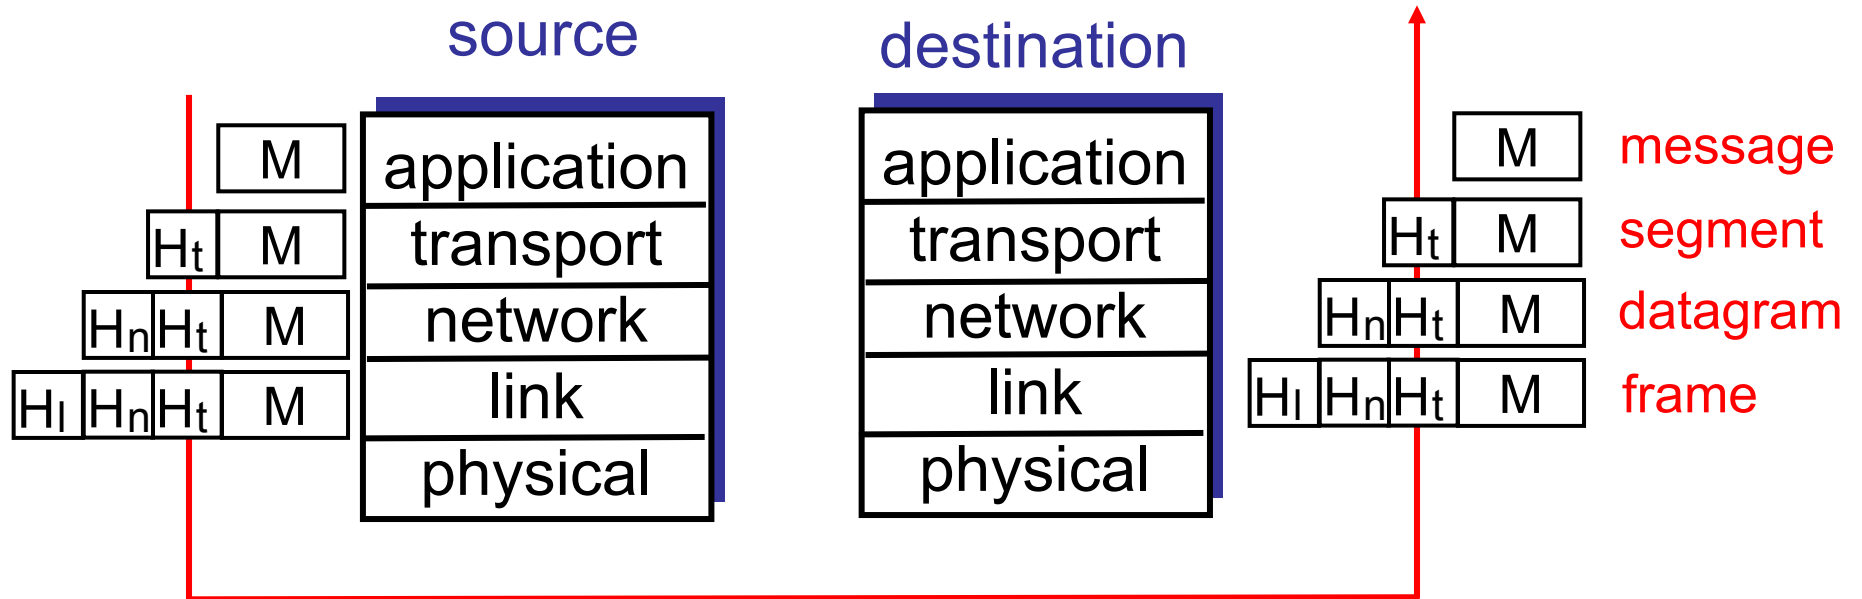 source destination
M application application M message
Ht M transport transport Ht M segment
Hn Ht M network network Hn Ht M datagram
Hl Hn Ht M link link Hl Hn Ht M frame
physical physical